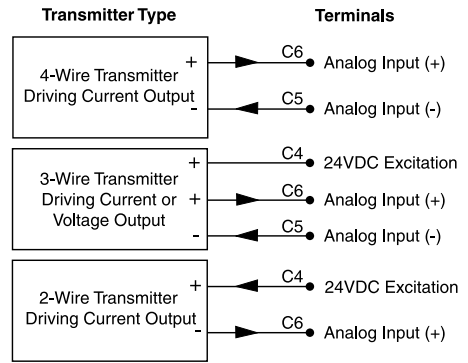 Transmitter Type Terminals
4-Wire Transmitter
Driving Current Output
+ C6 Analog Input (+)
- C5 Analog Input (-)
3-Wire Transmitter
Driving Current or
Voltage Output
+ C4 24VDC Excitation
+ C6 Analog Input (+)
- C5 Analog Input (-)
2-Wire Transmitter
Driving Current Output
+ C4 24VDC Excitation
- C6 Analog Input (+)